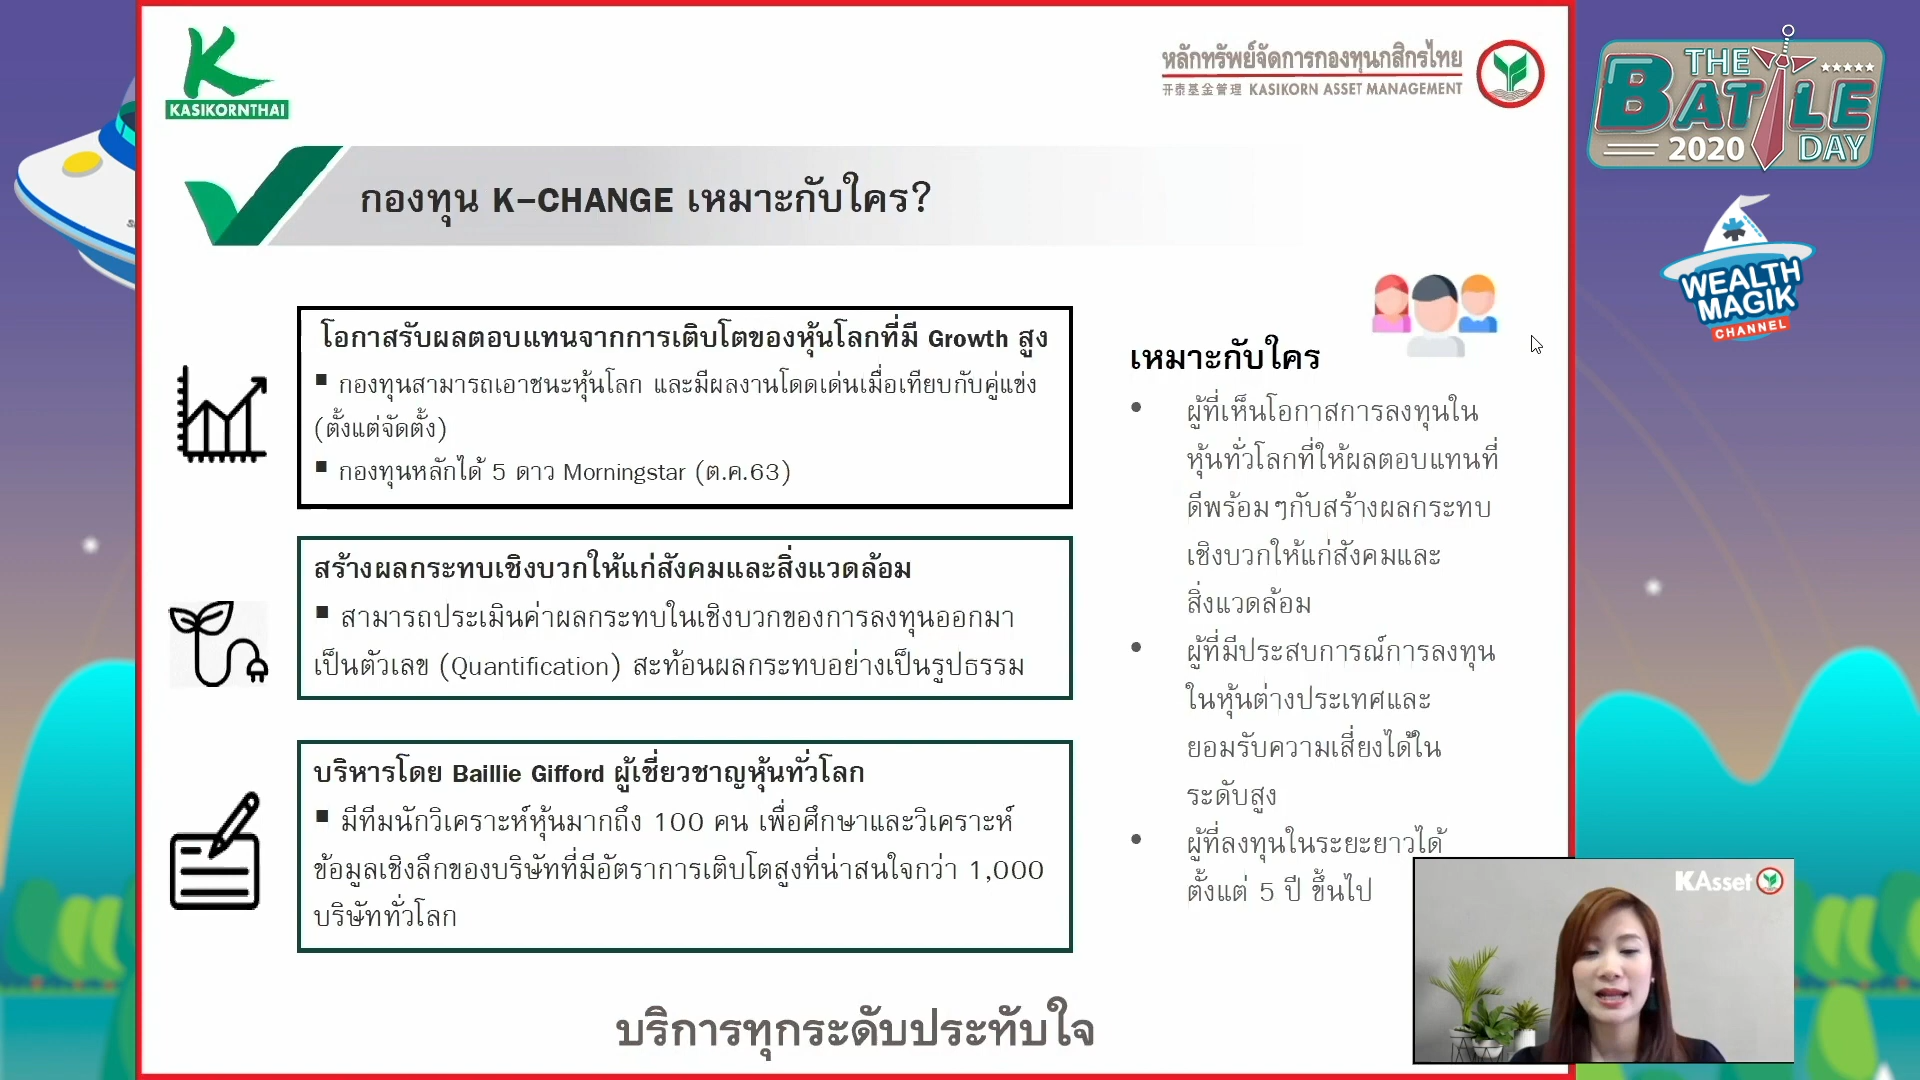 KASIKORNTHAI
หลักทรัพย์จัดการกองทุนกสิกรไทย
开泰基金管理 KASIKORN ASSET MANAGEMENT
THE
BATTLE
2020 DAY
WEALTH
MAGIK
CHANNEL
กองทุน K-CHANGE เหมาะกับใคร?
โอกาสรับผลตอบแทนจากการเติบโตของหุ้นโลกที่มี Growth สูง
▪ กองทุนสามารถเอาชนะหุ้นโลก และมีผลงานโดดเด่นเมื่อเทียบกับคู่แข่ง
(ตั้งแต่จัดตั้ง)
▪ กองทุนหลักได้ 5 ดาว Morningstar (ต.ค.63)
สร้างผลกระทบเชิงบวกให้แก่สังคมและสิ่งแวดล้อม
▪ สามารถประเมินค่าผลกระทบในเชิงบวกของการลงทุนออกมา
เป็นตัวเลข (Quantification) สะท้อนผลกระทบอย่างเป็นรูปธรรม
บริหารโดย Baillie Gifford ผู้เชี่ยวชาญหุ้นทั่วโลก
▪ มีทีมนักวิเคราะห์หุ้นมากถึง 100 คน เพื่อศึกษาและวิเคราะห์
ข้อมูลเชิงลึกของบริษัทที่มีอัตราการเติบโตสูงที่น่าสนใจกว่า 1,000
บริษัททั่วโลก
เหมาะกับใคร
• ผู้ที่เห็นโอกาสการลงทุนใน
หุ้นทั่วโลกที่ให้ผลตอบแทนที่
ดีพร้อมๆกับสร้างผลกระทบ
เชิงบวกให้แก่สังคมและ
สิ่งแวดล้อม
• ผู้ที่มีประสบการณ์การลงทุน
ในหุ้นต่างประเทศและ
ยอมรับความเสี่ยงได้ใน
ระดับสูง
• ผู้ที่ลงทุนในระยะยาวได้
ตั้งแต่ 5 ปี ขึ้นไป
KAsset
บริการทุกระดับประทับใจ